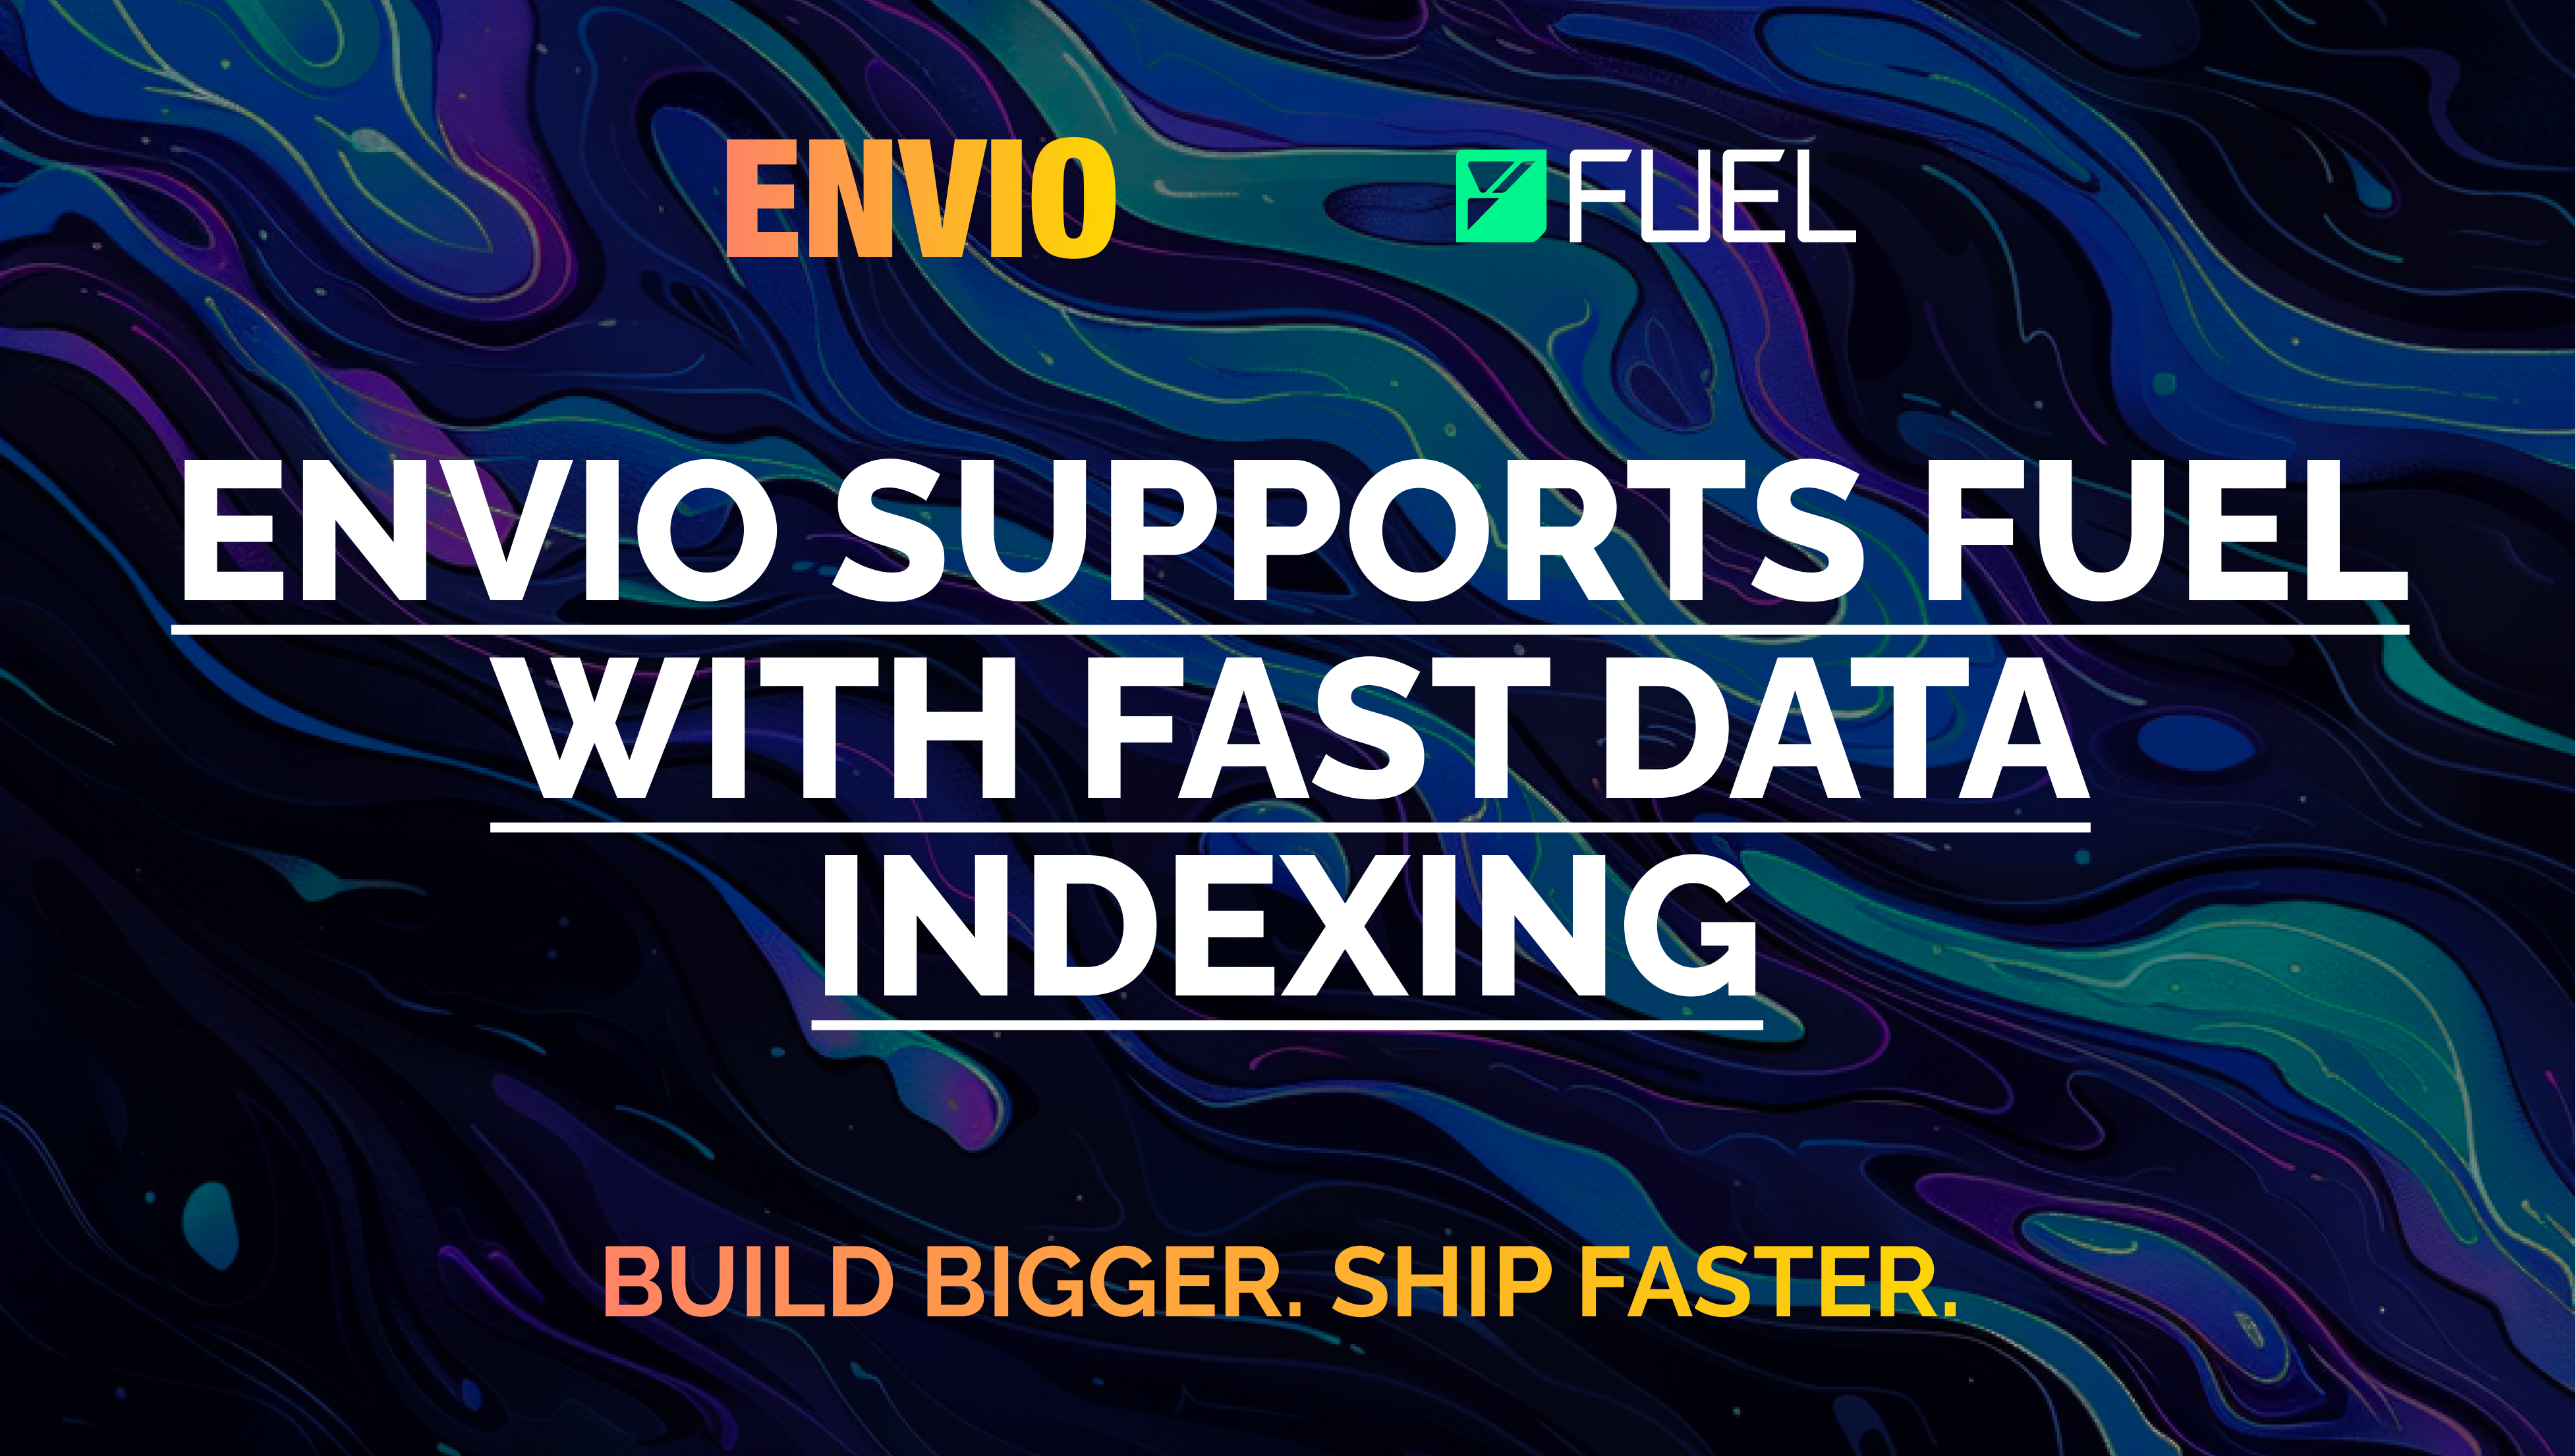 ENVIO
FUEL
ENVIO SUPPORTS FUEL
WITH FAST DATA
INDEXING
BUILD BIGGER. SHIP FASTER.